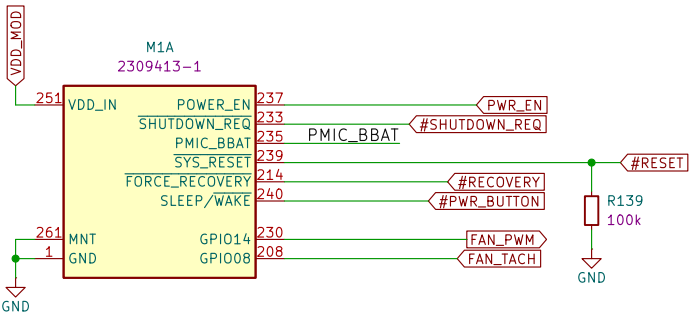 VDD_MOD
M1A
2309413-1
251 VDD_IN POWER_EN 237 PWR_EN
SHUTDOWN_REQ 233 #SHUTDOWN_REQ
PMIC_BBAT 235 PMIC_BBAT
SYS_RESET 239 #RESET
FORCE_RECOVERY 214 #RECOVERY
SLEEP/WAKE 240 #PWR_BUTTON
R139
100k
261 MNT GPIO14 230 FAN_PWM
1 GND GPIO08 208 FAN_TACH
GND
GND